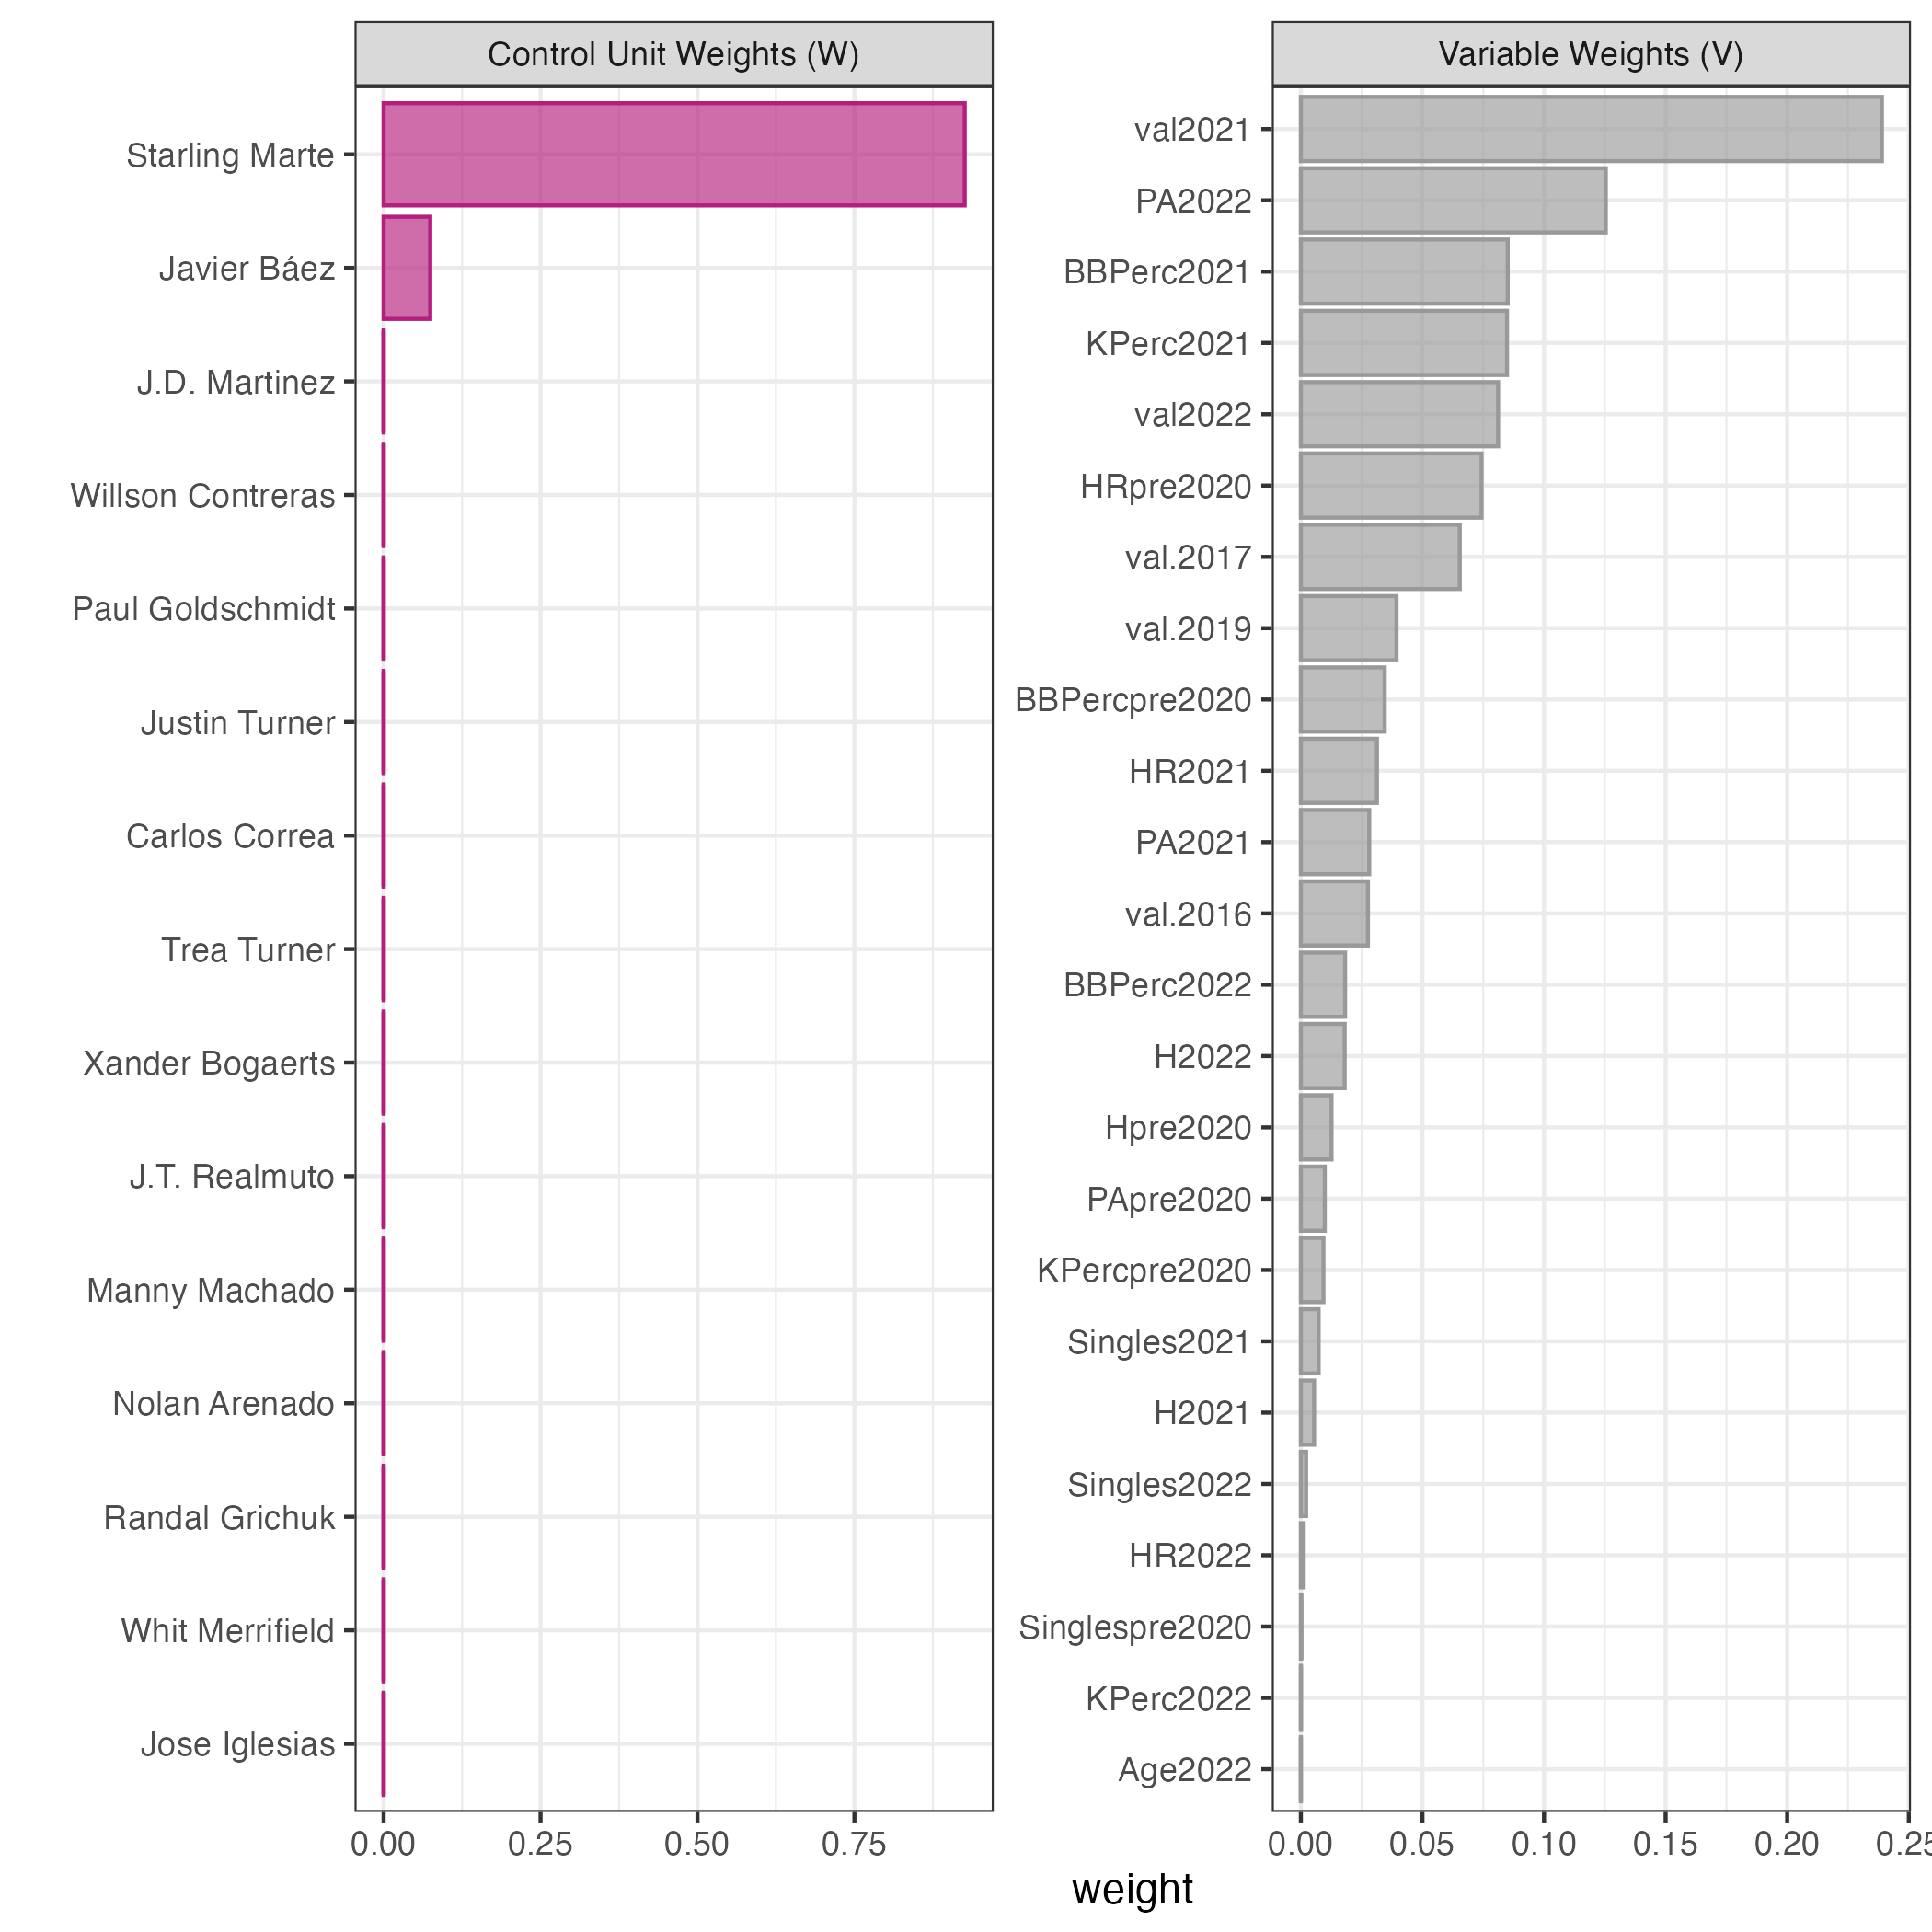 Control Unit Weights (W)
Starling Marte
Javier Báez
J.D. Martinez
Willson Contreras
Paul Goldschmidt
Justin Turner
Carlos Correa
Trea Turner
Xander Bogaerts
J.T. Realmuto
Manny Machado
Nolan Arenado
Randal Grichuk
Whit Merrifield
Jose Iglesias
0.00 0.25 0.50 0.75
Variable Weights (V)
val2021
PA2022
BBPerc2021
KPerc2021
val2022
HRpre2020
val.2017
val.2019
BBPercpre2020
HR2021
PA2021
val.2016
BBPerc2022
H2022
Hpre2020
PApre2020
KPercpre2020
Singles2021
H2021
Singles2022
HR2022
Singlespre2020
KPerc2022
Age2022
0.00 0.05 0.10 0.15 0.20 0.25
weight